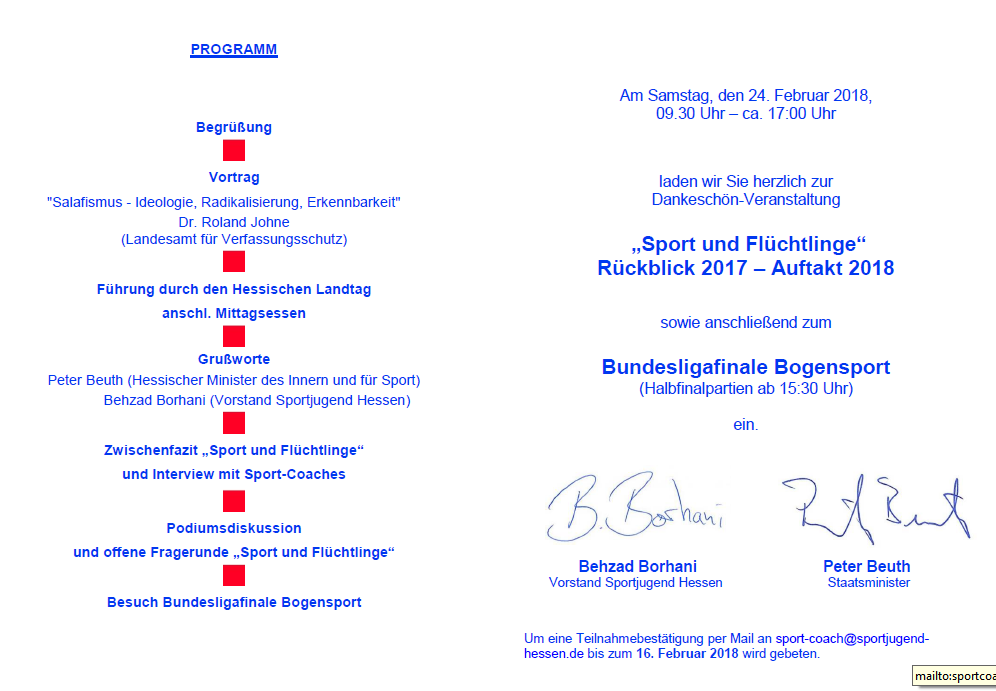 PROGRAMM
Begrüßung
Vortrag
"Salafismus - Ideologie, Radikalisierung, Erkennbarkeit"
Dr. Roland Johne
(Landesamt für Verfassungsschutz)
Führung durch den Hessischen Landtag
anschl. Mittagsessen
Grußworte
Peter Beuth (Hessischer Minister des Innern und für Sport)
Behzad Borhani (Vorstand Sportjugend Hessen)
Zwischenfazit „Sport und Flüchtlinge“
und Interview mit Sport-Coaches
Podiumsdiskussion
und offene Fragerunde „Sport und Flüchtlinge“
Besuch Bundesligafinale Bogensport
Am Samstag, den 24. Februar 2018,
09.30 Uhr – ca. 17:00 Uhr
laden wir Sie herzlich zur
Dankeschön-Veranstaltung
„Sport und Flüchtlinge“
Rückblick 2017 – Auftakt 2018
sowie anschließend zum
Bundesligafinale Bogensport
(Halbfinalpartien ab 15:30 Uhr)
ein.
B. Borhani
Behzad Borhani
Vorstand Sportjugend Hessen
Peter Beuth
Staatsminister
Um eine Teilnahmebestätigung per Mail an sport-coach@sportjugend-
hessen.de bis zum 16. Februar 2018 wird gebeten.
mailto:sportcoa